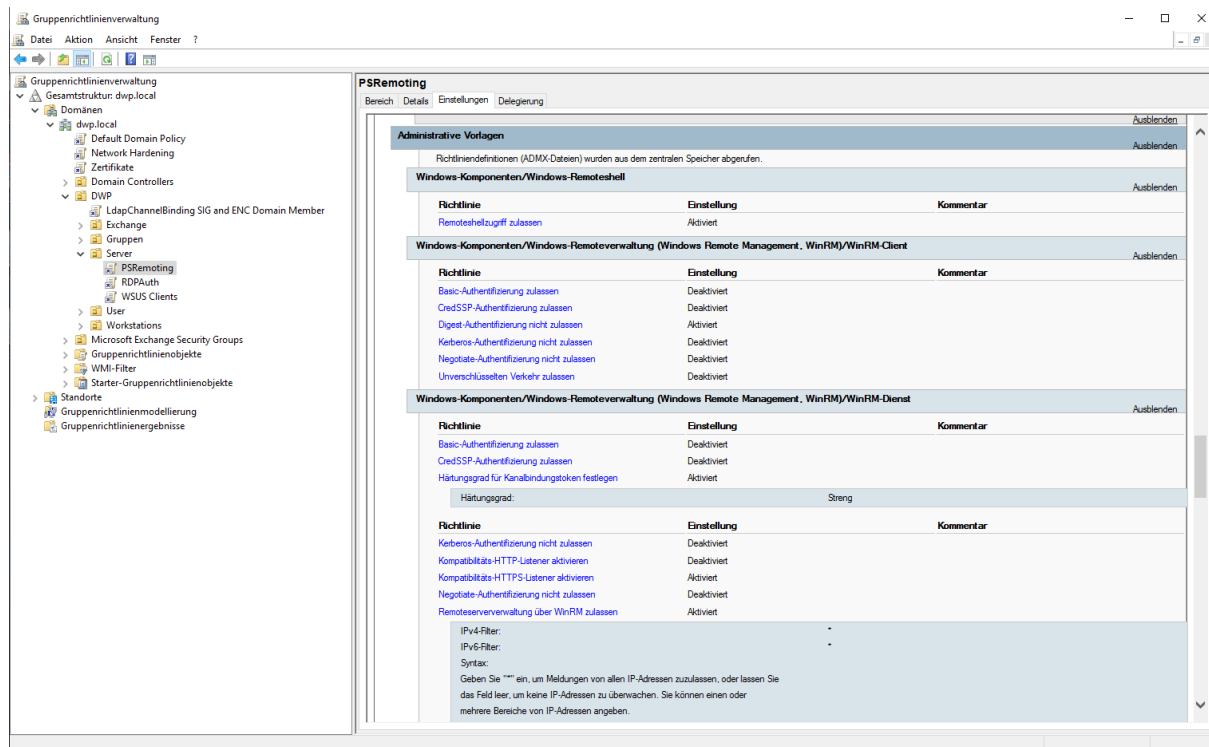 Gruppenrichtlinienverwaltung
Datei Aktion Ansicht Fenster ?
Gruppenrichtlinienverwaltung
Gesamtstruktur: dwp.local
Domänen
dwp.local
Default Domain Policy
Network Hardening
Zertifikate
Domain Controllers
DWP
LdapChannelBinding SIG and ENC Domain Member
Exchange
Gruppen
Server
PSRemoting
RDPAuth
WSUS Clients
User
Workstations
Microsoft Exchange Security Groups
Gruppenrichtlinienobjekte
WMI-Filter
Starter-Gruppenrichtlinienobjekte
Standorte
Gruppenrichtlinienmodellierung
Gruppenrichtlinienergebnisse
PSRemoting
Bereich Details Einstellungen Delegierung
Ausblenden
Administrative Vorlagen
Ausblenden
Richtliniendefinitionen (ADMX-Dateien) wurden aus dem zentralen Speicher abgerufen.
Windows-Komponenten/Windows-Remoteshell
Ausblenden
Richtlinie Einstellung Kommentar
Remoteshellzugriff zulassen Aktiviert
Windows-Komponenten/Windows-Remoteverwaltung (Windows Remote Management, WinRM)/WinRM-Client
Ausblenden
Richtlinie Einstellung Kommentar
Basic-Authentifizierung zulassen Deaktiviert
CredSSP-Authentifizierung zulassen Deaktiviert
Digest-Authentifizierung nicht zulassen Aktiviert
Kerberos-Authentifizierung nicht zulassen Deaktiviert
Negotiate-Authentifizierung nicht zulassen Deaktiviert
Unverschlüsselten Verkehr zulassen Deaktiviert
Windows-Komponenten/Windows-Remoteverwaltung (Windows Remote Management, WinRM)/WinRM-Dienst
Ausblenden
Richtlinie Einstellung Kommentar
Basic-Authentifizierung zulassen Deaktiviert
CredSSP-Authentifizierung zulassen Deaktiviert
Härtungsgrad für Kanalbindungstoken festlegen Aktiviert
Härtungsgrad: Streng
Richtlinie Einstellung Kommentar
Kerberos-Authentifizierung nicht zulassen Deaktiviert
Kompatibilitäts-HTTP-Listener aktivieren Deaktiviert
Kompatibilitäts-HTTPS-Listener aktivieren Aktiviert
Negotiate-Authentifizierung nicht zulassen Deaktiviert
Remoteserververwaltung über WinRM zulassen Aktiviert
IPv4-Filter: *
IPv6-Filter: *
Syntax:
Geben Sie "*" ein, um Meldungen von allen IP-Adressen zuzulassen, oder lassen Sie
das Feld leer, um keine IP-Adressen zu überwachen. Sie können einen oder
mehrere Bereiche von IP-Adressen angeben.